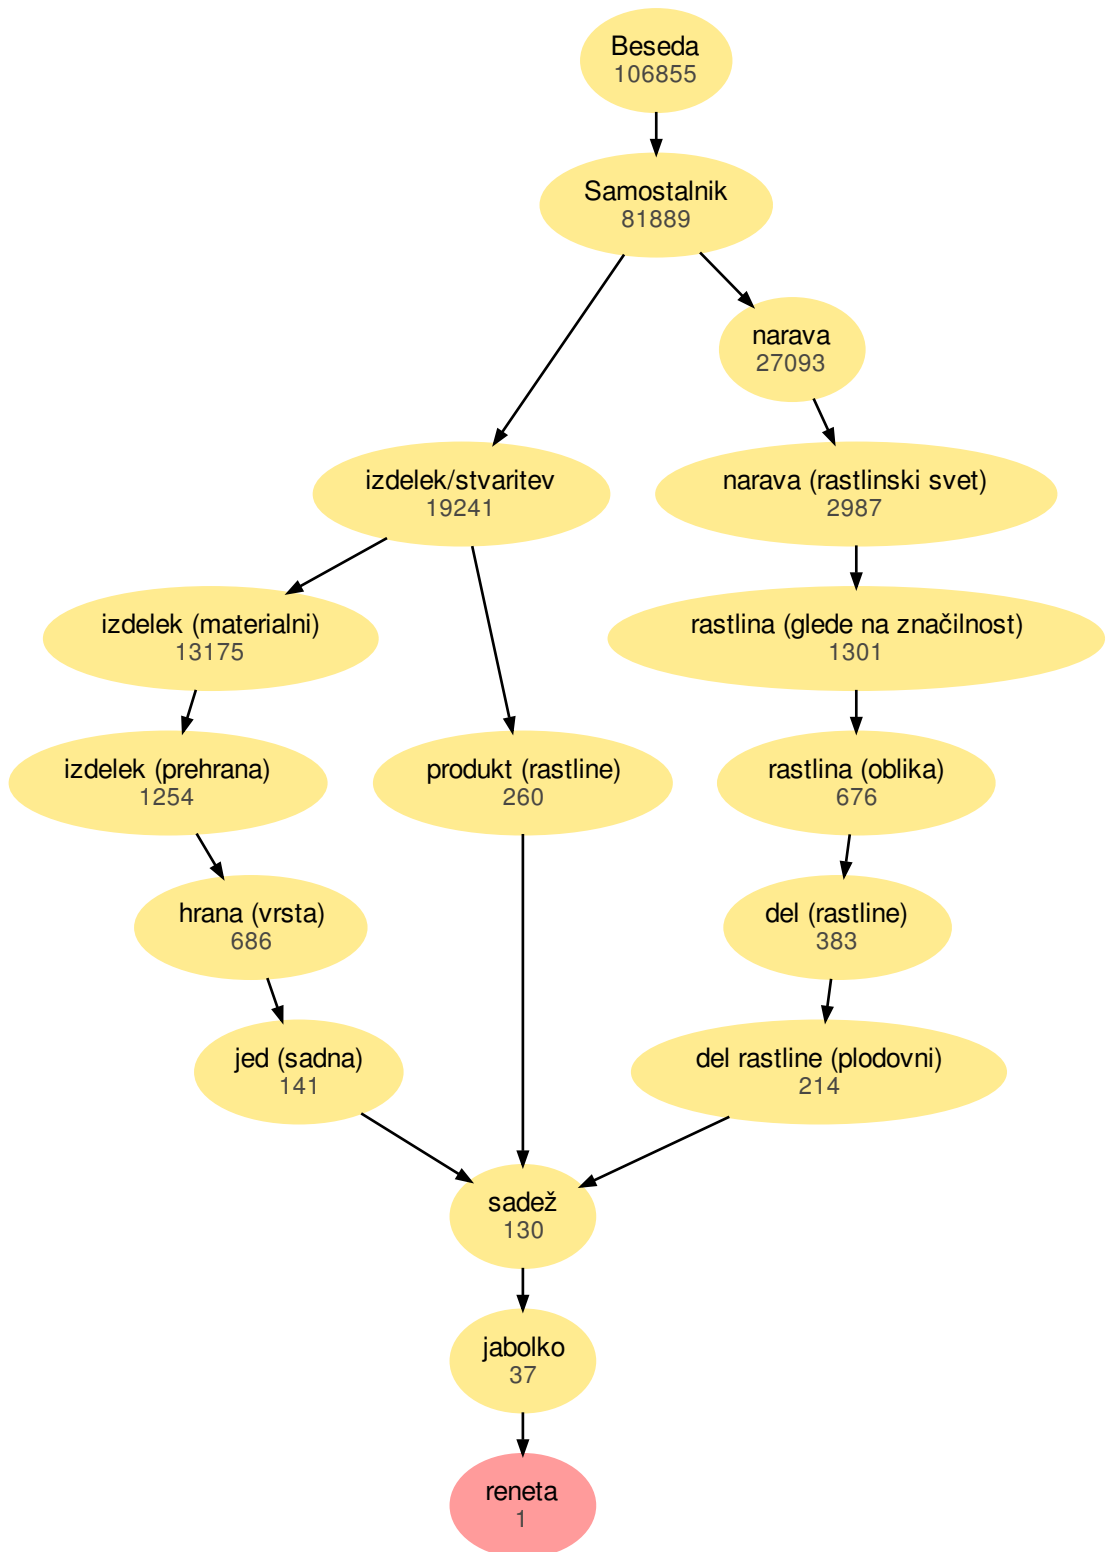 Beseda
106855
Samostalnik
81889
narava
27093
izdelek/stvaritev
19241
narava (rastlinski svet)
2987
izdelek (materialni)
13175
rastlina (glede na značilnost)
1301
izdelek (prehrana)
1254
produkt (rastline)
260
rastlina (oblika)
676
hrana (vrsta)
686
del (rastline)
383
jed (sadna)
141
del rastline (plodovni)
214
sadež
130
jabolko
37
reneta
1